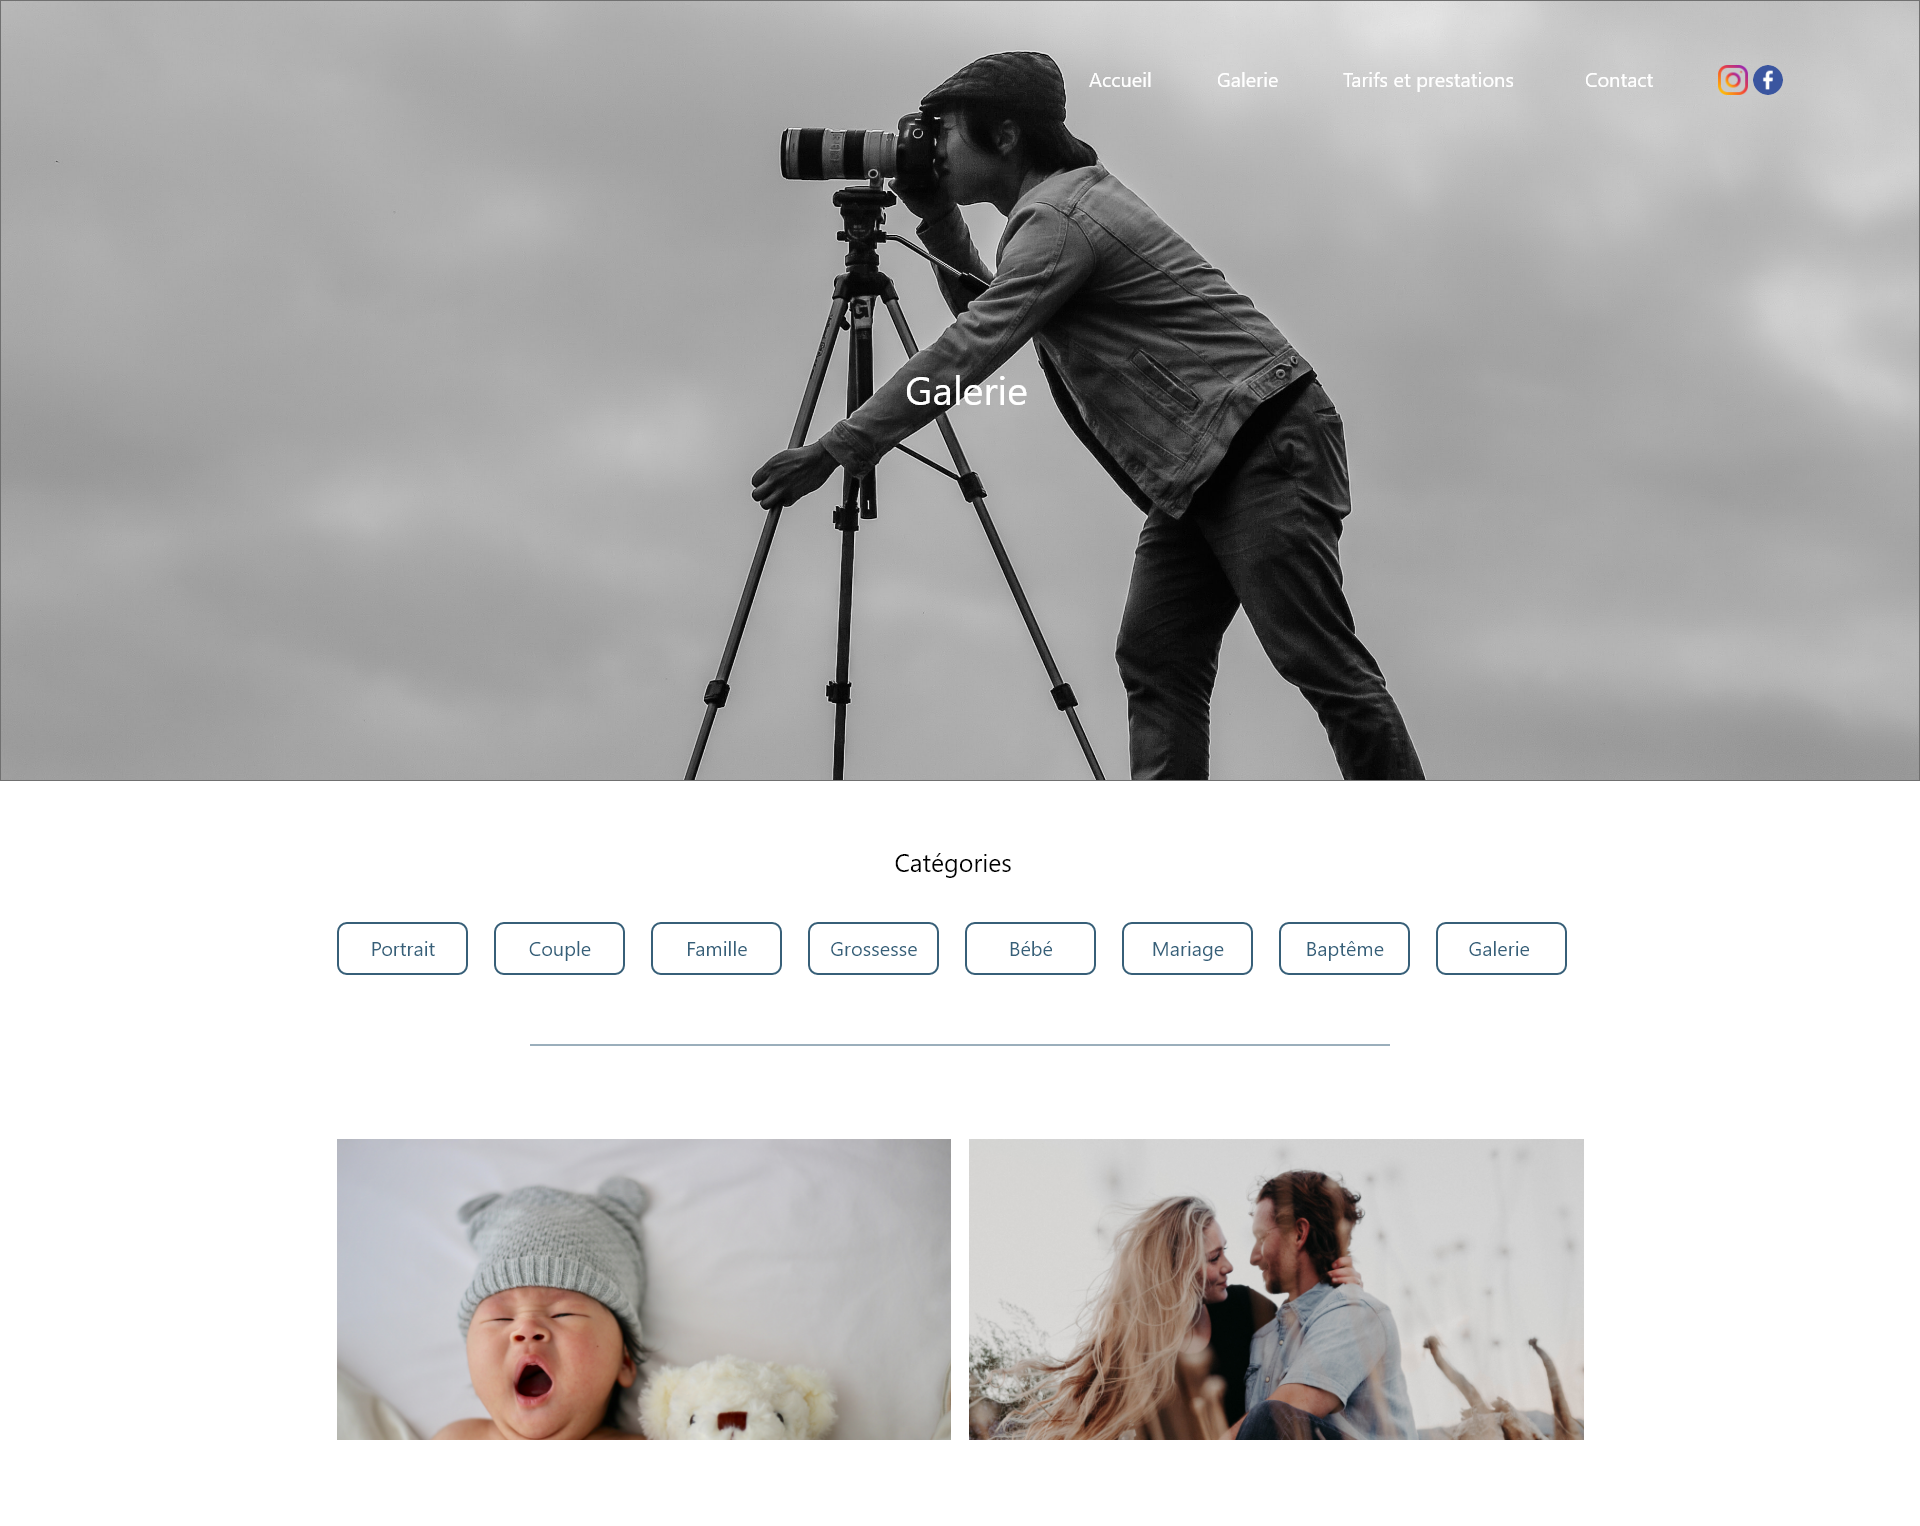 Accueil Galerie Tarifs et prestations Contact
Galerie
Catégories
Portrait Couple Famille Grossesse Bébé Mariage Baptême Galerie